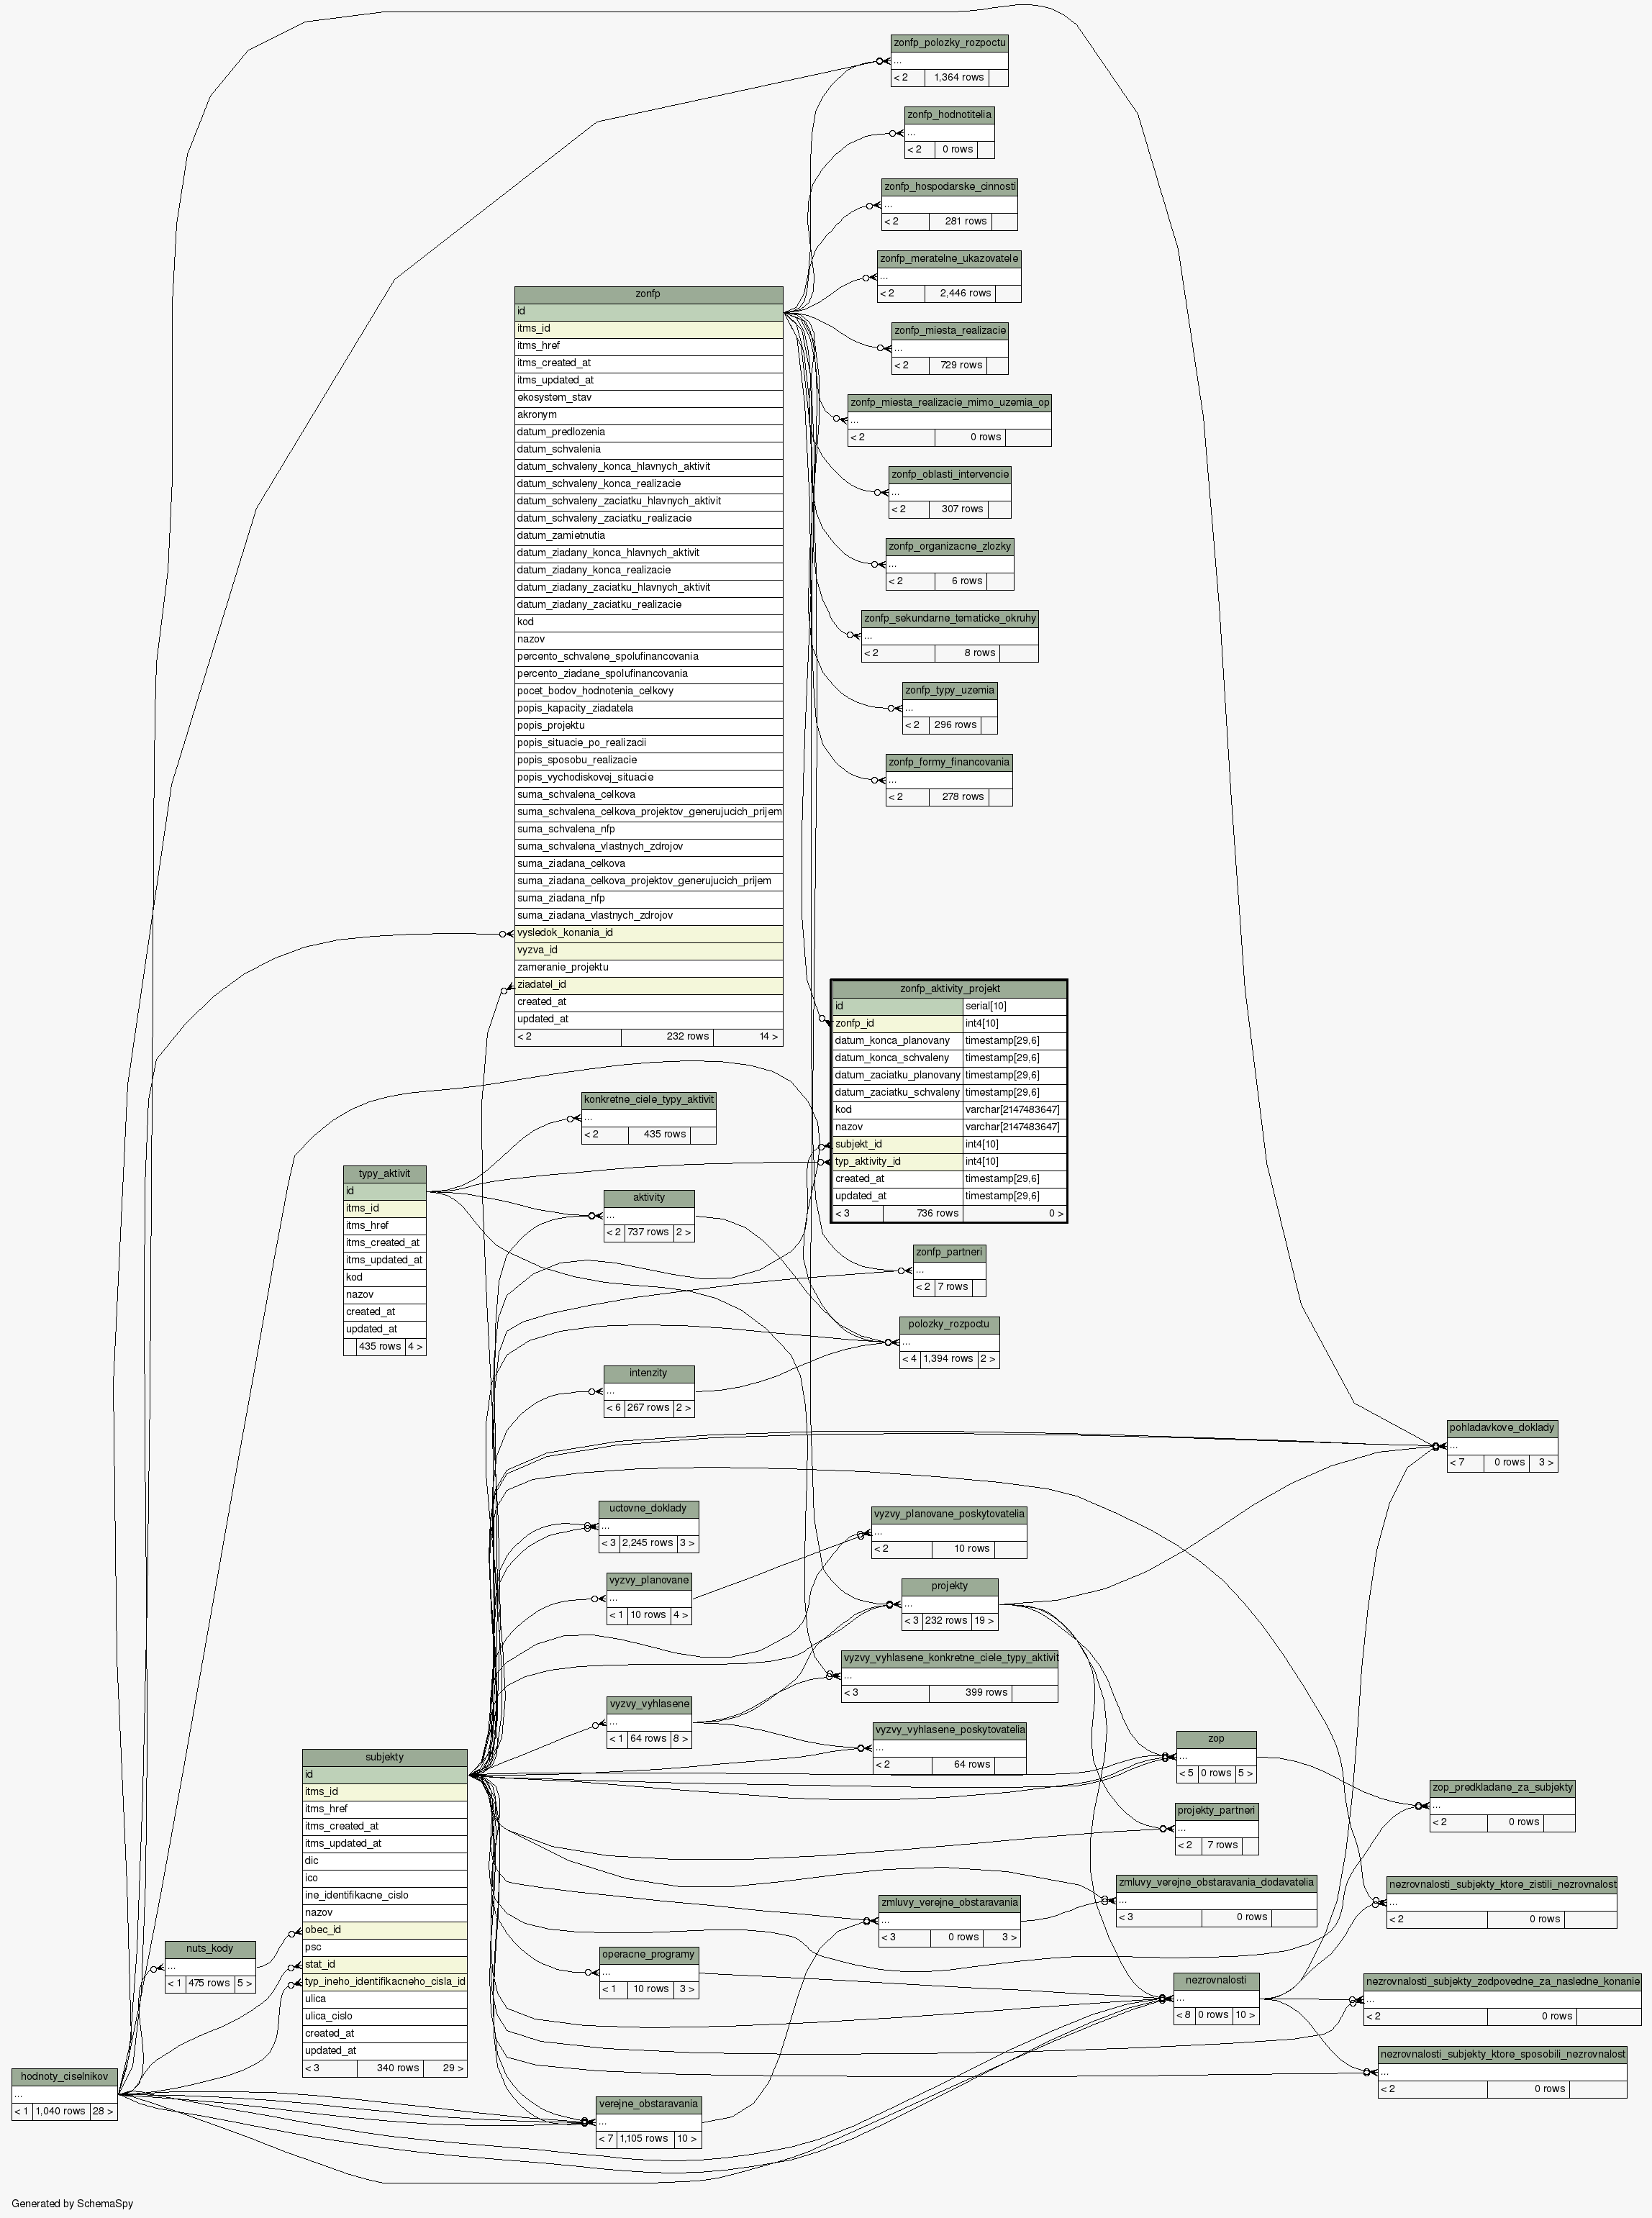 zonfp_polozky_rozpoctu
...
< 2 1,364 rows
zonfp_hodnotitelia
...
< 2 0 rows
zonfp_hospodarske_cinnosti
...
< 2 281 rows
zonfp_meratelne_ukazovatele
...
< 2 2,446 rows
zonfp_miesta_realizacie
...
< 2 729 rows
zonfp_miesta_realizacie_mimo_uzemia_op
...
< 2 0 rows
zonfp_oblasti_intervencie
...
< 2 307 rows
zonfp_organizacne_zlozky
...
< 2 6 rows
zonfp_sekundarne_tematicke_okruhy
...
< 2 8 rows
zonfp_typy_uzemia
...
< 2 296 rows
zonfp_formy_financovania
...
< 2 278 rows
zonfp
id
itms_id
itms_href
itms_created_at
itms_updated_at
ekosystem_stav
akronym
datum_predlozenia
datum_schvalenia
datum_schvaleny_konca_hlavnych_aktivit
datum_schvaleny_konca_realizacie
datum_schvaleny_zaciatku_hlavnych_aktivit
datum_schvaleny_zaciatku_realizacie
datum_zamietnutia
datum_ziadany_konca_hlavnych_aktivit
datum_ziadany_konca_realizacie
datum_ziadany_zaciatku_hlavnych_aktivit
datum_ziadany_zaciatku_realizacie
kod
nazov
percento_schvalene_spolufinancovania
percento_ziadane_spolufinancovania
pocet_bodov_hodnotenia_celkovy
popis_kapacity_ziadatela
popis_projektu
popis_situacie_po_realizacii
popis_sposobu_realizacie
popis_vychodiskovej_situacie
suma_schvalena_celkova
suma_schvalena_celkova_projektov_generujucich_prijem
suma_schvalena_nfp
suma_schvalena_vlastnych_zdrojov
suma_ziadana_celkova
suma_ziadana_celkova_projektov_generujucich_prijem
suma_ziadana_nfp
suma_ziadana_vlastnych_zdrojov
vysledok_konania_id
vyzva_id
zameranie_projektu
ziadatel_id
created_at
updated_at
< 2 232 rows 14 >
zonfp_aktivity_projekt
id serial[10]
zonfp_id int4[10]
datum_konca_planovany timestamp[29,6]
datum_konca_schvaleny timestamp[29,6]
datum_zaciatku_planovany timestamp[29,6]
datum_zaciatku_schvaleny timestamp[29,6]
kod varchar[2147483647]
nazov varchar[2147483647]
subjekt_id int4[10]
typ_aktivity_id int4[10]
created_at timestamp[29,6]
updated_at timestamp[29,6]
< 3 736 rows 0 >
konkretne_ciele_typy_aktivit
...
< 2 435 rows
typy_aktivit
id
itms_id
itms_href
itms_created_at
itms_updated_at
kod
nazov
created_at
updated_at
435 rows 4 >
aktivity
...
< 2 737 rows 2 >
zonfp_partneri
...
< 2 7 rows
polozky_rozpoctu
...
< 4 1,394 rows 2 >
intenzity
...
< 6 267 rows 2 >
pohladavkove_doklady
...
< 7 0 rows 3 >
uctovne_doklady
...
< 3 2,245 rows 3 >
vyzvy_planovane_poskytovatelia
...
< 2 10 rows
vyzvy_planovane
...
< 1 10 rows 4 >
projekty
...
< 3 232 rows 19 >
vyzvy_vyhlasene_konkretne_ciele_typy_aktivit
...
< 3 399 rows
vyzvy_vyhlasene
...
< 1 64 rows 8 >
vyzvy_vyhlasene_poskytovatelia
...
< 2 64 rows
zop
...
< 5 0 rows 5 >
zop_predkladane_za_subjekty
...
< 2 0 rows
projekty_partneri
...
< 2 7 rows
subjekty
id
itms_id
itms_href
itms_created_at
itms_updated_at
dic
ico
ine_identifikacne_cislo
nazov
obec_id
psc
stat_id
typ_ineho_identifikacneho_cisla_id
ulica
ulica_cislo
created_at
updated_at
< 3 340 rows 29 >
zmluvy_verejne_obstaravania_dodavatelia
...
< 3 0 rows
nezrovnalosti_subjekty_ktore_zistili_nezrovnalost
...
< 2 0 rows
zmluvy_verejne_obstaravania
...
< 3 0 rows 3 >
nuts_kody
...
< 1 475 rows 5 >
operacne_programy
...
< 1 10 rows 3 >
nezrovnalosti
...
< 8 0 rows 10 >
nezrovnalosti_subjekty_zodpovedne_za_nasledne_konanie
...
< 2 0 rows
nezrovnalosti_subjekty_ktore_sposobili_nezrovnalost
...
< 2 0 rows
hodnoty_ciselnikov
...
< 1 1,040 rows 28 >
verejne_obstaravania
...
< 7 1,105 rows 10 >
Generated by SchemaSpy